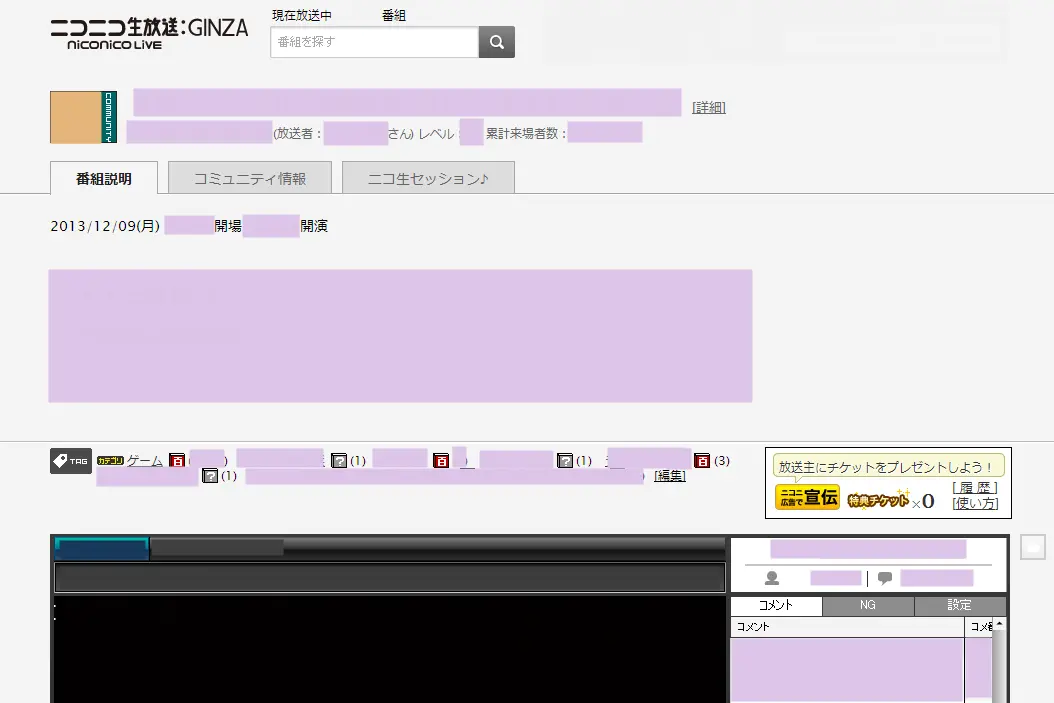 ニコニコ生放送:GINZA
niconico Live
現在放送中 番組
番組を探す
COMMUNITY
[詳細]
(放送者: さん) レベル 累計来場者数:
番組説明 コミュニティ情報 ニコ生セッション♪
2013/12/09(月) 開場 開演
TAG カテゴリ ゲーム 百 ? (1) 百 ? (1) 百 (3)
? (1) [編集]
放送主にチケットをプレゼントしよう!
ニコニコ広告で宣伝 特典チケット ×0 [履歴]
[使い方]
コメント NG 設定
コメント コメ番